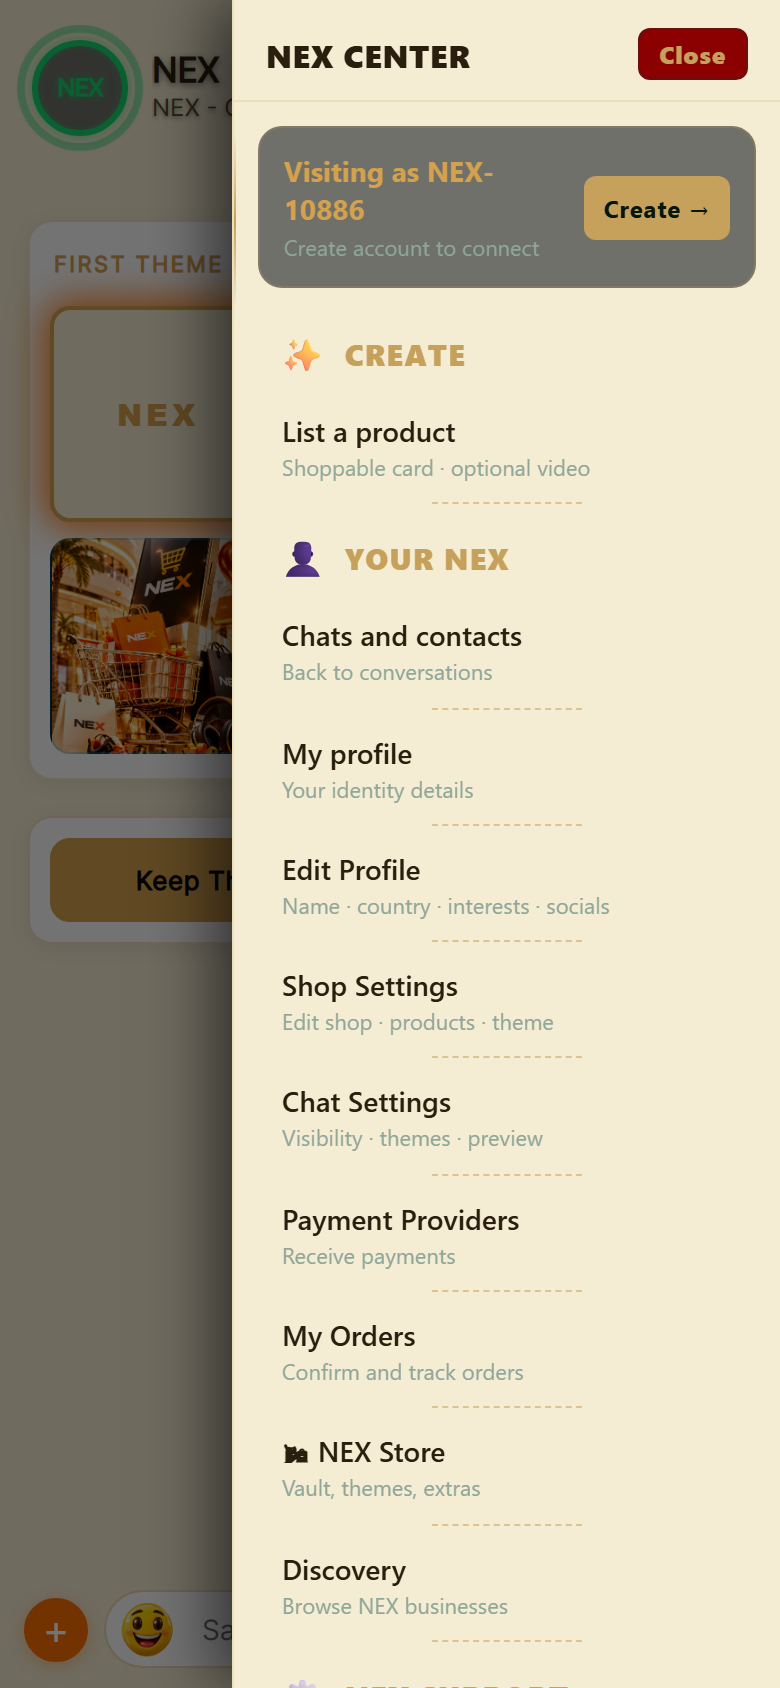 NEX
NEX
NEX -
FIRST THEME
NEX
NEX
NEX
NEX
Keep
NEX CENTER
Close
Visiting as NEX-
10886
Create account to connect
Create →
✨ CREATE
List a product
Shoppable card · optional video
👤 YOUR NEX
Chats and contacts
Back to conversations
My profile
Your identity details
Edit Profile
Name · country · interests · socials
Shop Settings
Edit shop · products · theme
Chat Settings
Visibility · themes · preview
Payment Providers
Receive payments
My Orders
Confirm and track orders
NEX Store
Vault, themes, extras
Discovery
Browse NEX businesses
+